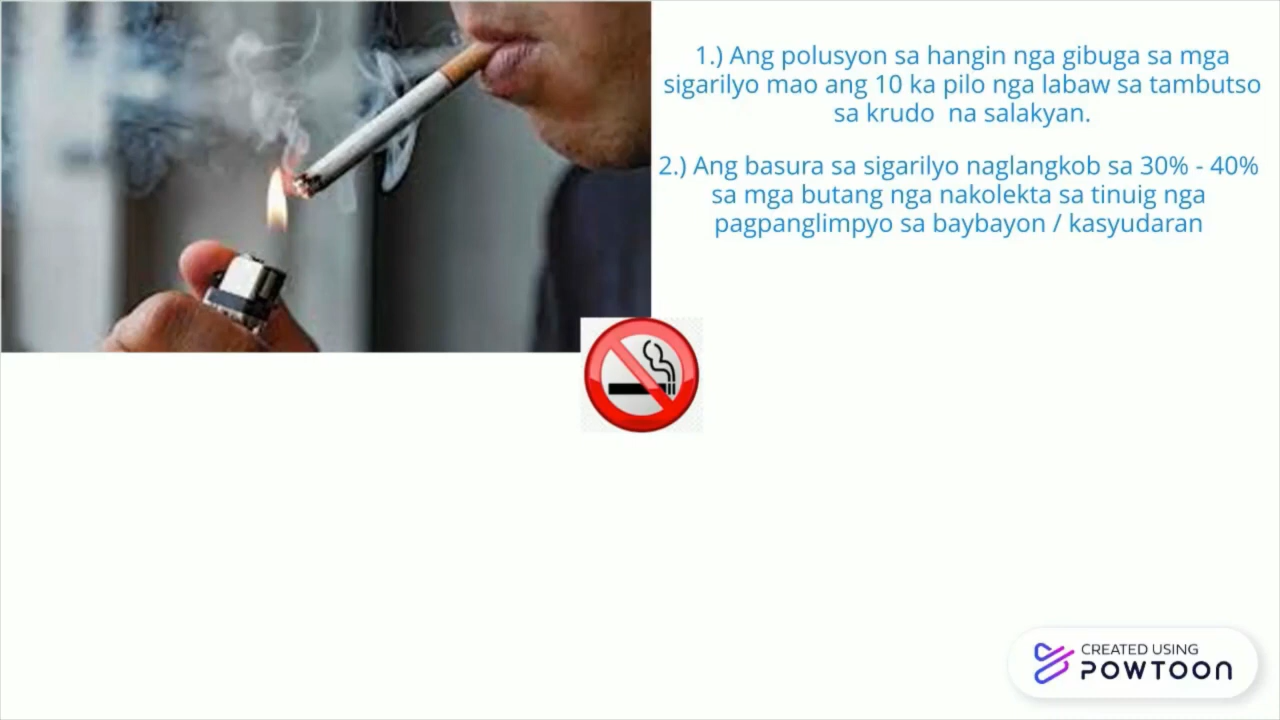 1.) Ang polusyon sa hangin nga gibuga sa mga
sigarilyo mao ang 10 ka pilo nga labaw sa tambutso
sa krudo na salakyan.
2.) Ang basura sa sigarilyo naglangkob sa 30% - 40%
sa mga butang nga nakolekta sa tinuig nga
pagpanglimpyo sa baybayon / kasyudaran
CREATED USING
POWTOON